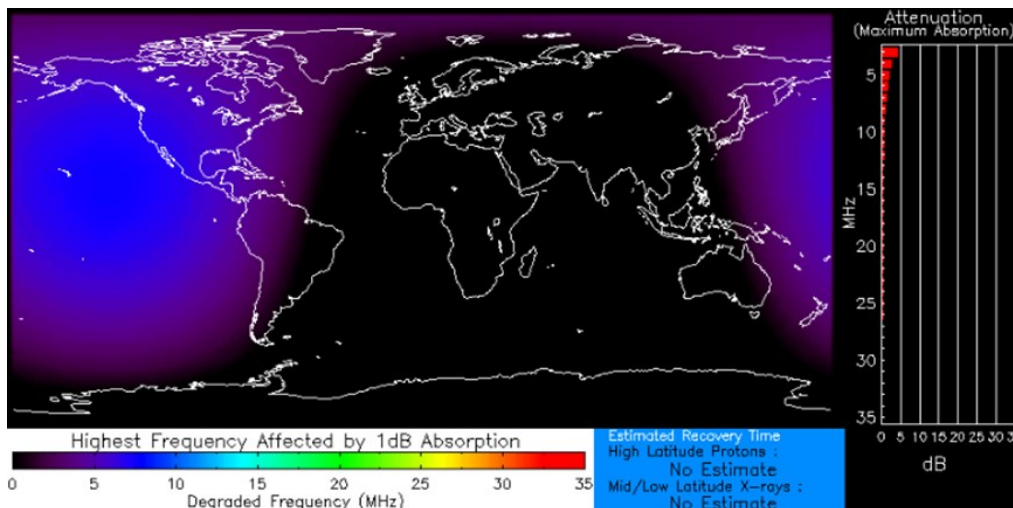 Attenuation
(Maximum Absorption)
5
10
15
20
25
30
35
MHz
0 5 10 15 20 25 30 3
dB
Highest Frequency Affected by 1dB Absorption
0 5 10 15 20 25 30 35
Degraded Frequency (MHz)
Estimated Recovery Time
High Latitude Protons :
No Estimate
Mid/Low Latitude X-rays :
No Estimate